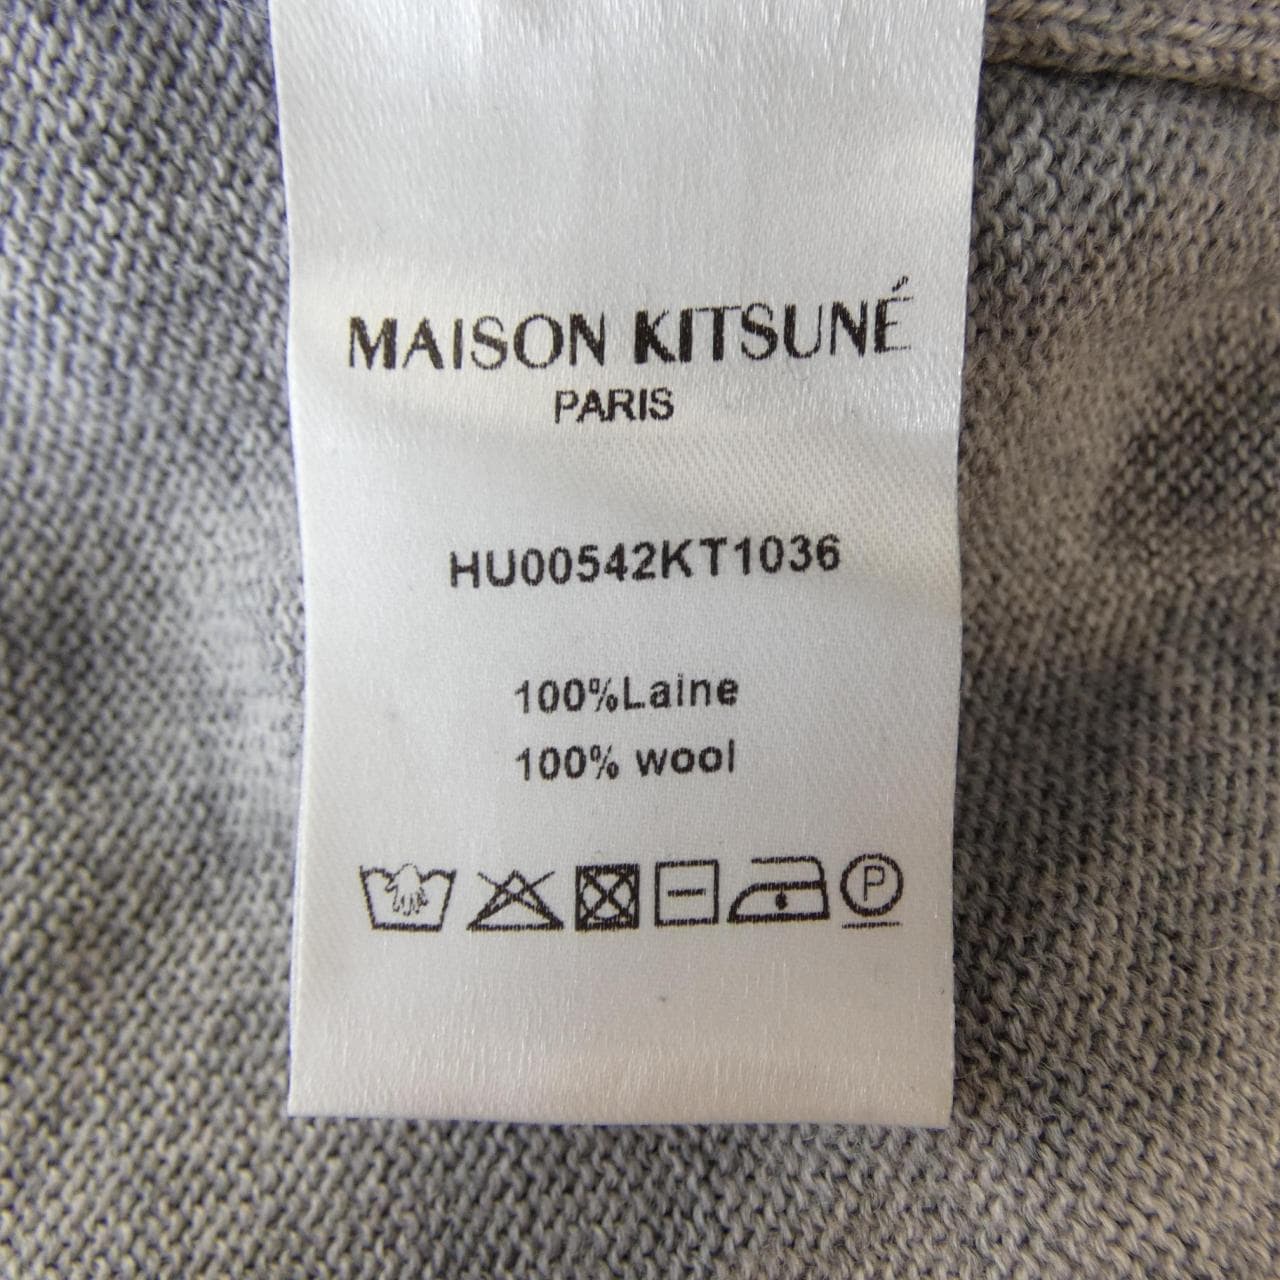 MAISON KITSUNÉ
PARIS
HU00542KT1036
100%Laine
100% wool
P